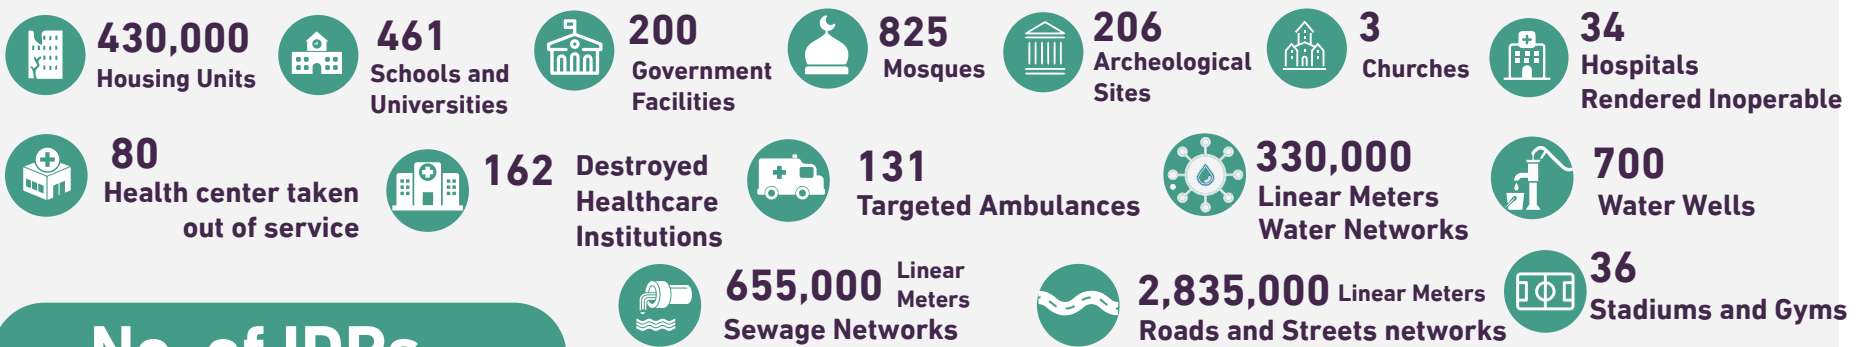 430,000
Housing Units
461
Schools and
Universities
200
Government
Facilities
825
Mosques
206
Archeological
Sites
3
Churches
34
Hospitals
Rendered Inoperable
80
Health center taken
out of service
162
Destroyed
Healthcare
Institutions
131
Targeted Ambulances
330,000
Linear Meters
Water Networks
700
Water Wells
655,000 Linear
Meters
Sewage Networks
2,835,000 Linear Meters
Roads and Streets networks
36
Stadiums and Gyms
No. of IDPs